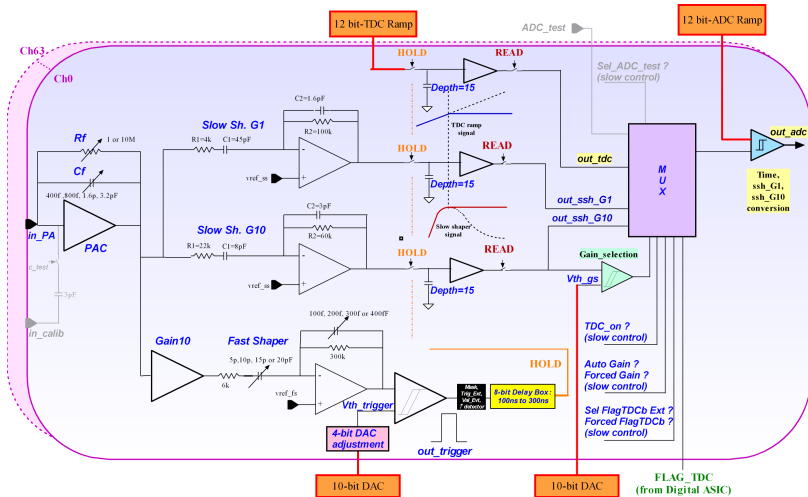 12 bit-TDC Ramp
12 bit-ADC Ramp
ADC_test
Ch63
Ch0
HOLD
READ
Sel_ADC_test ?
(slow control)
Depth=15
C2=1.6pF
R2=100k
Slow Sh. G1
R1=4k
C1=45pF
vref_ss
TDC ramp
signal
out_tdc
out_adc
M
U
X
Rf
1 or 10M
Cf
400f ,800f, 1.6p, 3.2pF
HOLD
READ
Depth=15
out_ssh_G1
out_ssh_G10
Time,
ssh_G1,
ssh_G10
conversion
in_PA
PAC
Slow Sh. G10
C2=3pF
R2=60k
R1=22k
C1=8pF
vref_ss
Slow shaper
signal
HOLD
READ
Depth=15
Gain_selection
Vth_gs
c_test
3pF
in_calib
Gain10
Fast Shaper
100f, 200f, 300f or 400fF
300k
5p,10p, 15p or 20pF
6k
vref_fs
Vth_trigger
Mask,
Trig_Ext,
Val_Evt,
↑ detector
8-bit Delay Box :
100ns to 300ns
HOLD
TDC_on ?
(slow control)
Auto Gain ?
Forced Gain ?
(slow control)
Sel FlagTDCb Ext ?
Forced FlagTDCb ?
(slow control)
4-bit DAC
adjustment
out_trigger
10-bit DAC
10-bit DAC
FLAG_TDC
(from Digital ASIC)